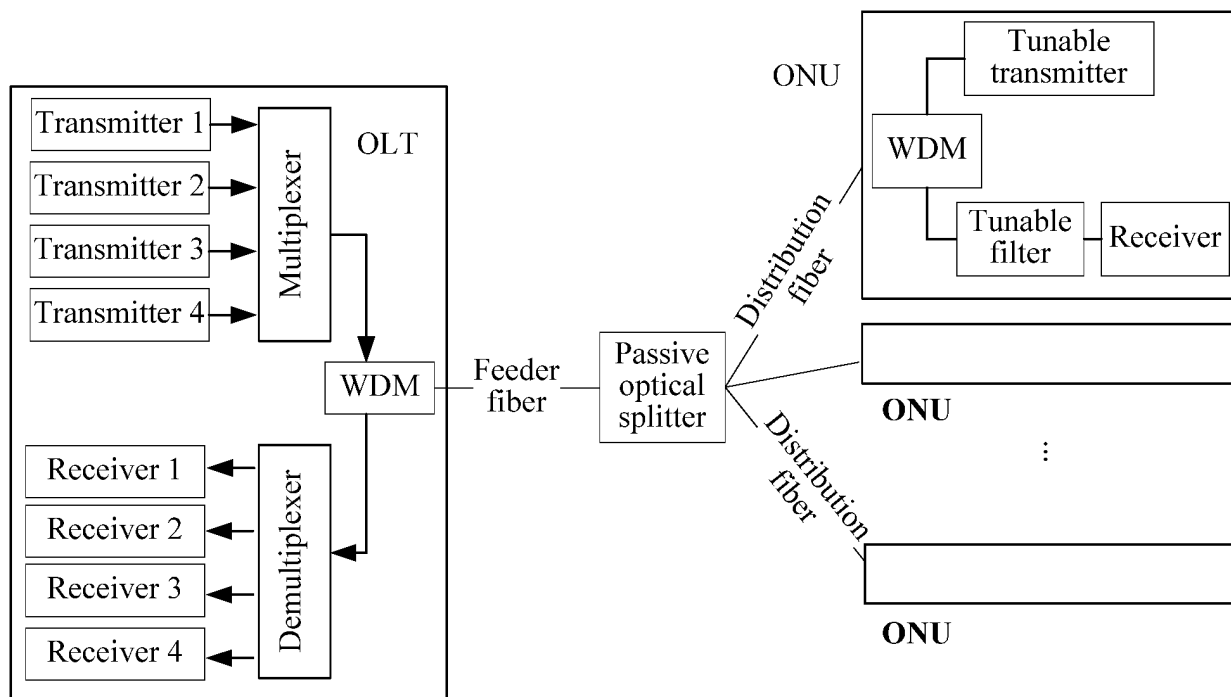 Transmitter 1
Transmitter 2
Transmitter 3
Transmitter 4
Multiplexer
OLT
WDM
Receiver 1
Receiver 2
Receiver 3
Receiver 4
Demultiplexer
Feeder
fiber
Passive
optical
splitter
Distribution
fiber
Distribution
fiber
ONU
Tunable
transmitter
WDM
Tunable
filter
Receiver
ONU
...
ONU